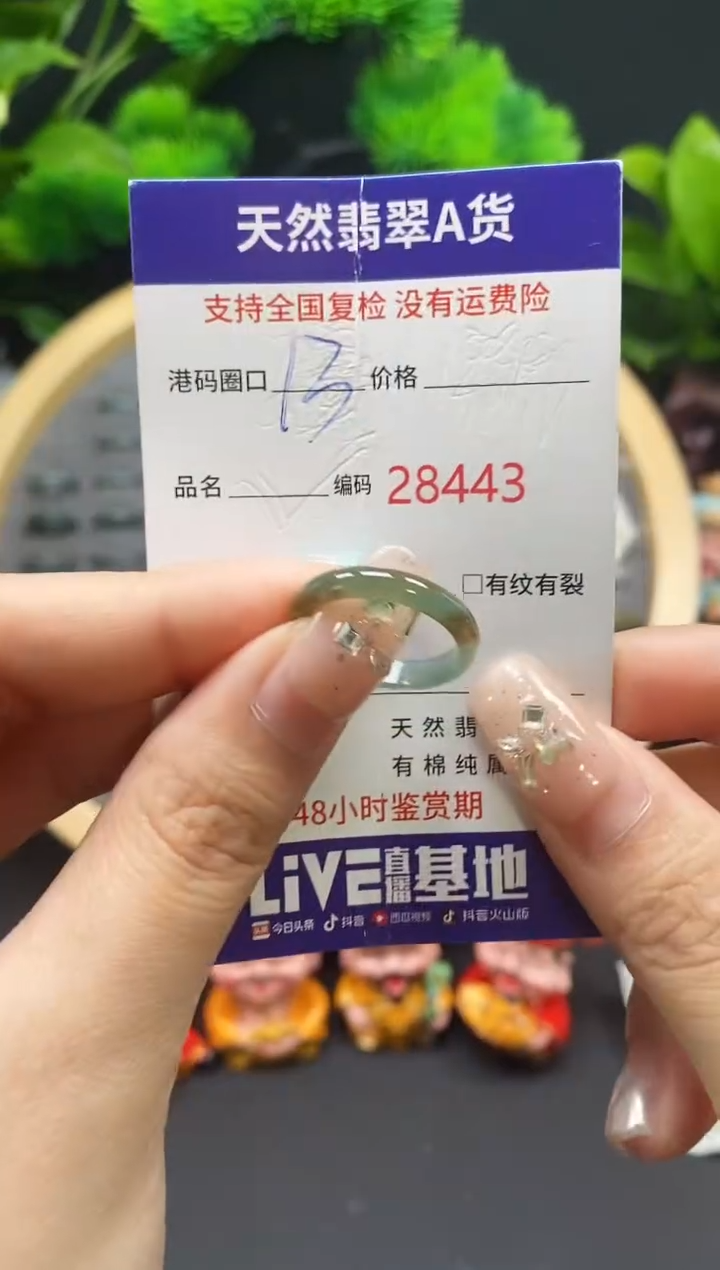 天然翡翠A货
支持全国复检 没有运费险
港码圈口 13 价格
品名 编码 28443
□有纹有裂
天然翡
有棉纯属
48小时鉴赏期
LiVE直播基地
今日头条 抖音 西瓜视频 抖音火山版